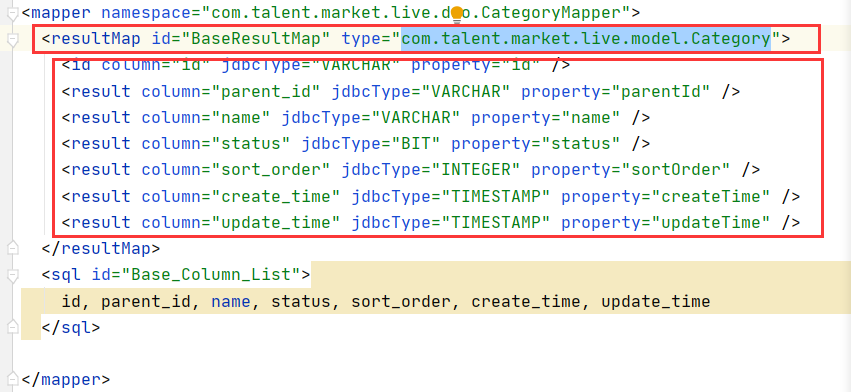 <mapper namespace="com.talent.market.live.dao.CategoryMapper">
<resultMap id="BaseResultMap" type="com.talent.market.live.model.Category">
<id column="id" jdbcType="VARCHAR" property="id" />
<result column="parent_id" jdbcType="VARCHAR" property="parentId" />
<result column="name" jdbcType="VARCHAR" property="name" />
<result column="status" jdbcType="BIT" property="status" />
<result column="sort_order" jdbcType="INTEGER" property="sortOrder" />
<result column="create_time" jdbcType="TIMESTAMP" property="createTime" />
<result column="update_time" jdbcType="TIMESTAMP" property="updateTime" />
</resultMap>
<sql id="Base_Column_List">
id, parent_id, name, status, sort_order, create_time, update_time
</sql>
</mapper>